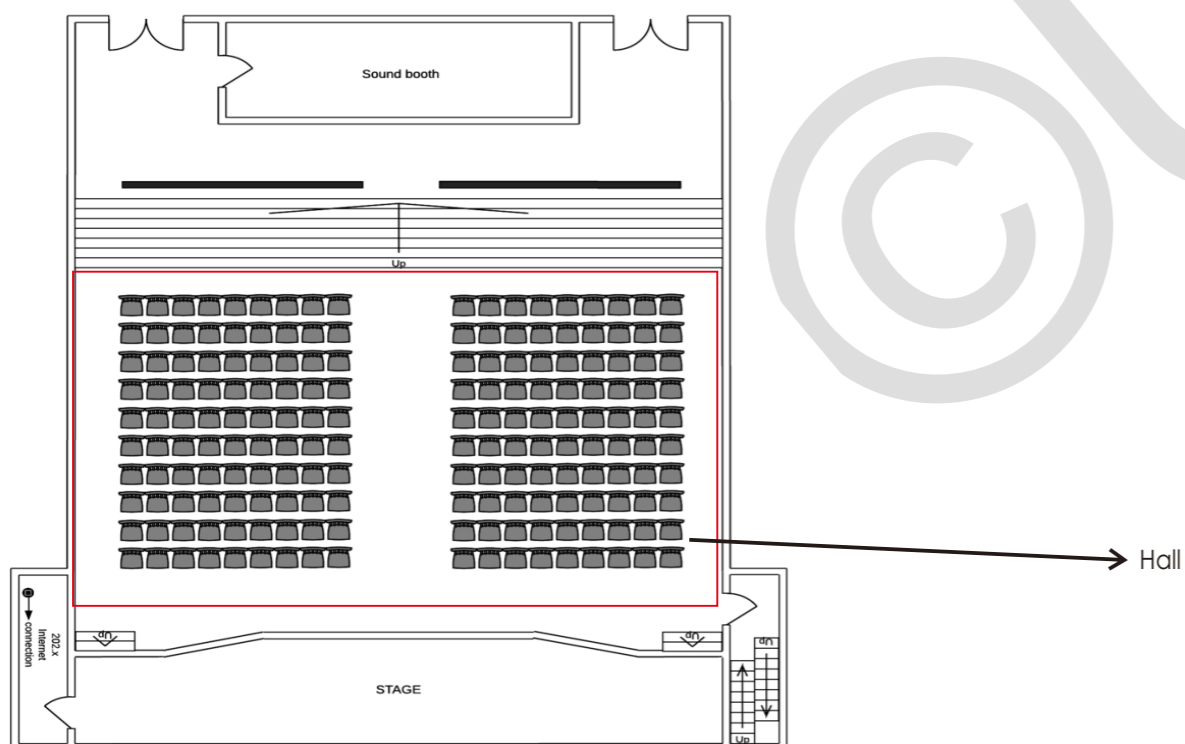 Sound booth
Up
Hall
202.x
Internet
connection
Up
Up
Up
STAGE
Up
©